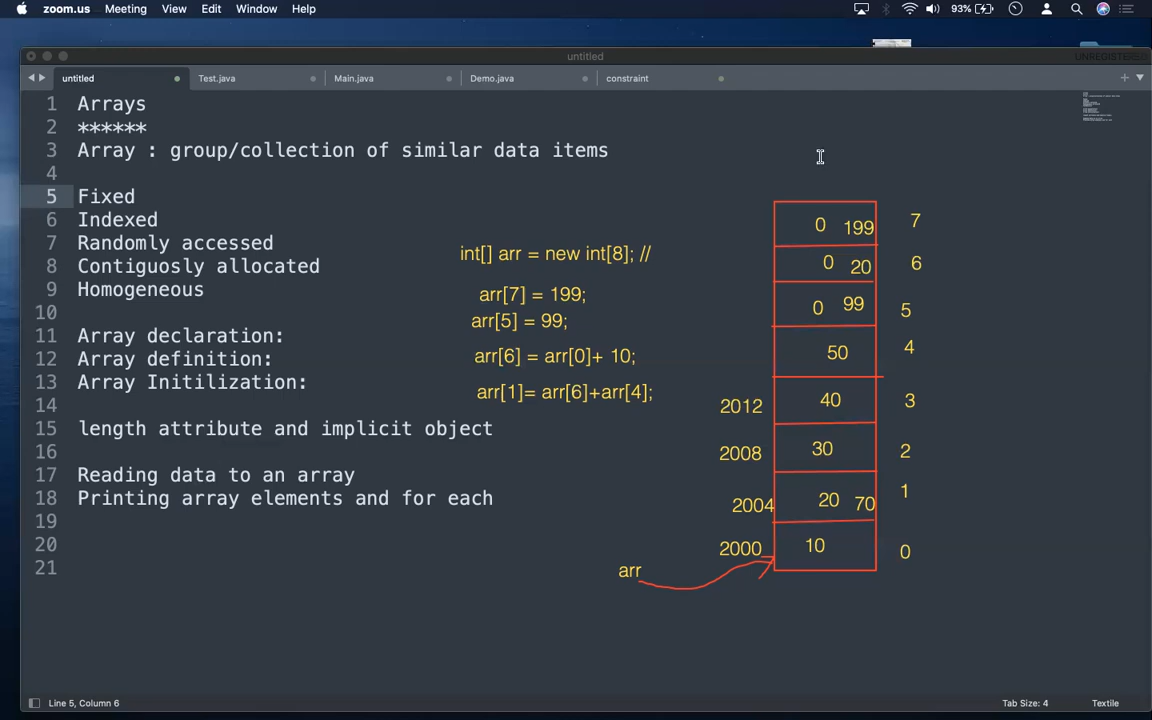 zoom.us Meeting View Edit Window Help 93%
untitled
UNREGISTERED
untitled Test.java Main.java Demo.java constraint
1 Arrays
2 ******
3 Array : group/collection of similar data items
4
5 Fixed
6 Indexed
7 Randomly accessed
8 Contiguosly allocated
9 Homogeneous
10
11 Array declaration:
12 Array definition:
13 Array Initilization:
14
15 length attribute and implicit object
16
17 Reading data to an array
18 Printing array elements and for each
19
20
21
int[] arr = new int[8]; //
arr[7] = 199;
arr[5] = 99;
arr[6] = arr[0]+ 10;
arr[1]= arr[6]+arr[4];
0 199 7
0 20 6
0 99 5
50 4
2012 40 3
2008 30 2
2004 20 70 1
2000 10 0
arr
Line 5, Column 6 Tab Size: 4 Textile